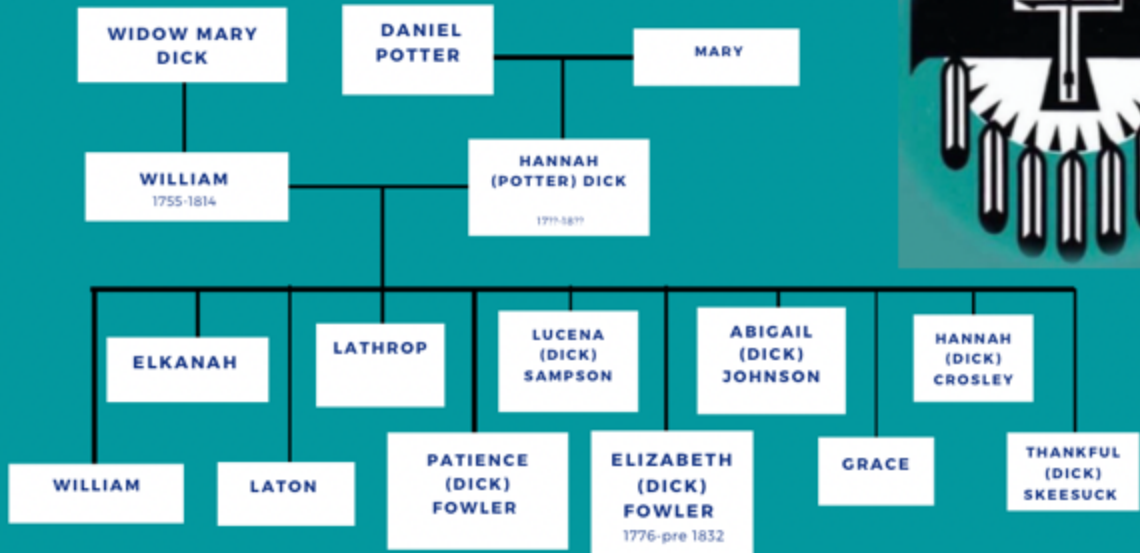 WIDOW MARY
DICK
DANIEL
POTTER
MARY
WILLIAM
1755-1814
HANNAH
(POTTER) DICK
17??-18??
ELKANAH
LATHROP
LUCENA
(DICK)
SAMPSON
ABIGAIL
(DICK)
JOHNSON
HANNAH
(DICK)
CROSLEY
WILLIAM
LATON
PATIENCE
(DICK)
FOWLER
ELIZABETH
(DICK)
FOWLER
1776-pre 1832
GRACE
THANKFUL
(DICK)
SKEESUCK